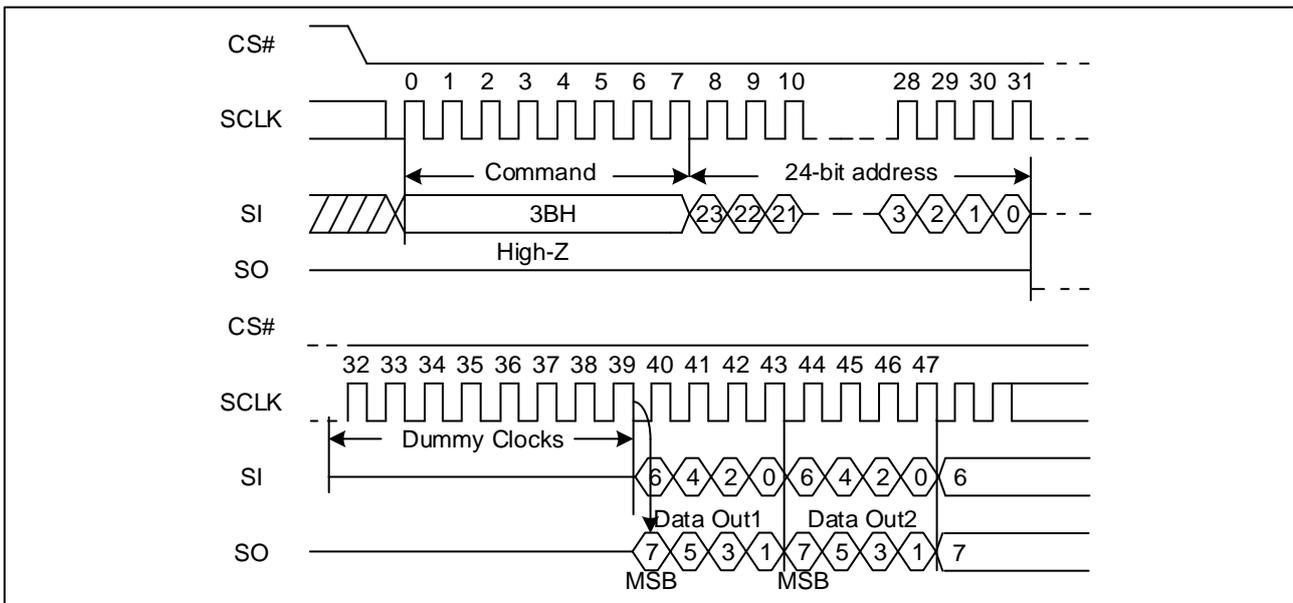 CS#
0 1 2 3 4 5 6 7 8 9 10 28 29 30 31
SCLK
Command 24-bit address
SI 3BH 23 22 21 3 2 1 0
High-Z
SO
CS#
32 33 34 35 36 37 38 39 40 41 42 43 44 45 46 47
SCLK
Dummy Clocks
SI 6 4 2 0 6 4 2 0 6
Data Out1 Data Out2
SO 7 5 3 1 7 5 3 1 7
MSB MSB